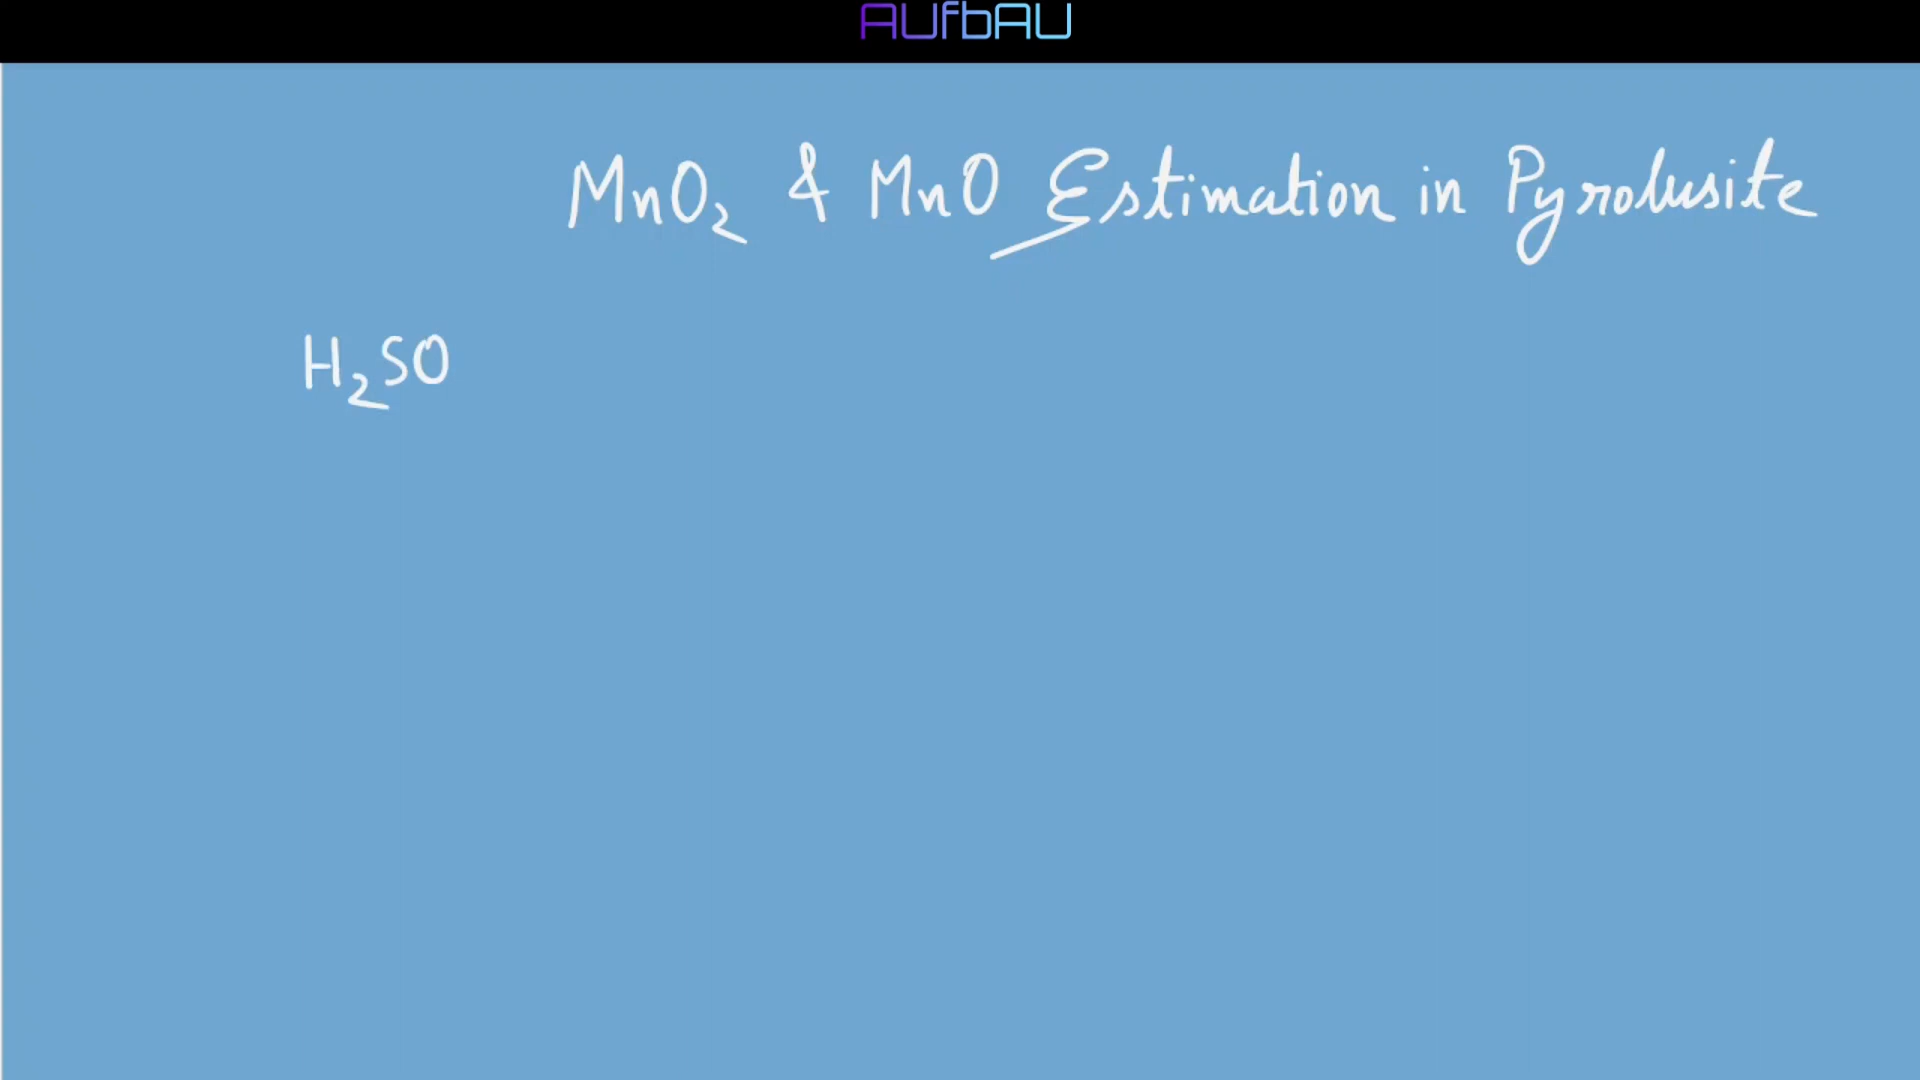 AUFbAU
MnO₂ & MnO Estimation in Pyrolusite
H₂SO